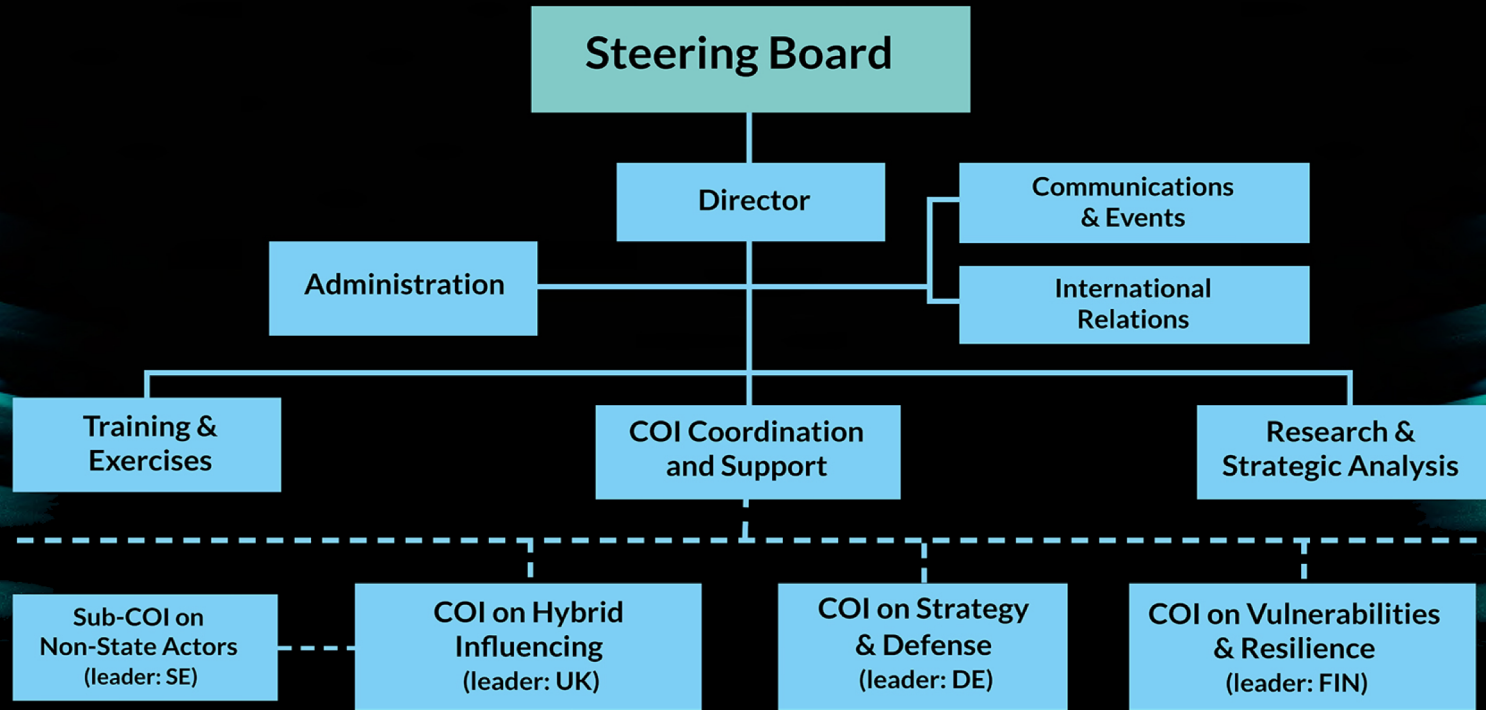 Steering Board
Director
Communications
& Events
Administration
International
Relations
Training &
Exercises
COI Coordination
and Support
Research &
Strategic Analysis
Sub-COI on
Non-State Actors
(leader: SE)
COI on Hybrid
Influencing
(leader: UK)
COI on Strategy
& Defense
(leader: DE)
COI on Vulnerabilities
& Resilience
(leader: FIN)